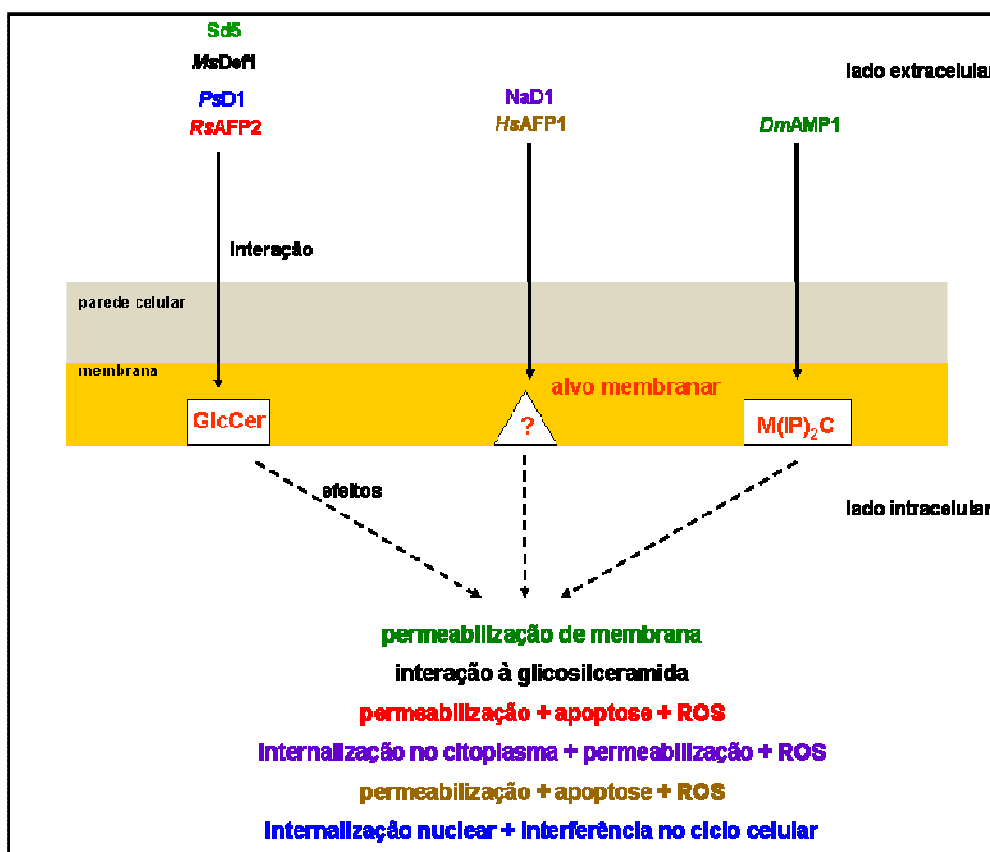 Sd5
MsDef1
PsD1
RsAFP2
NaD1
HsAFP1
DmAMP1
lado extracelular
interação
parede celular
membrana
alvo membranar
GlcCer
?
M(IP)₂C
efeitos
lado intracelular
permeabilização de membrana
interação à glicosilceramida
permeabilização + apoptose + ROS
internalização no citoplasma + permeabilização + ROS
permeabilização + apoptose + ROS
internalização nuclear + interferência no ciclo celular